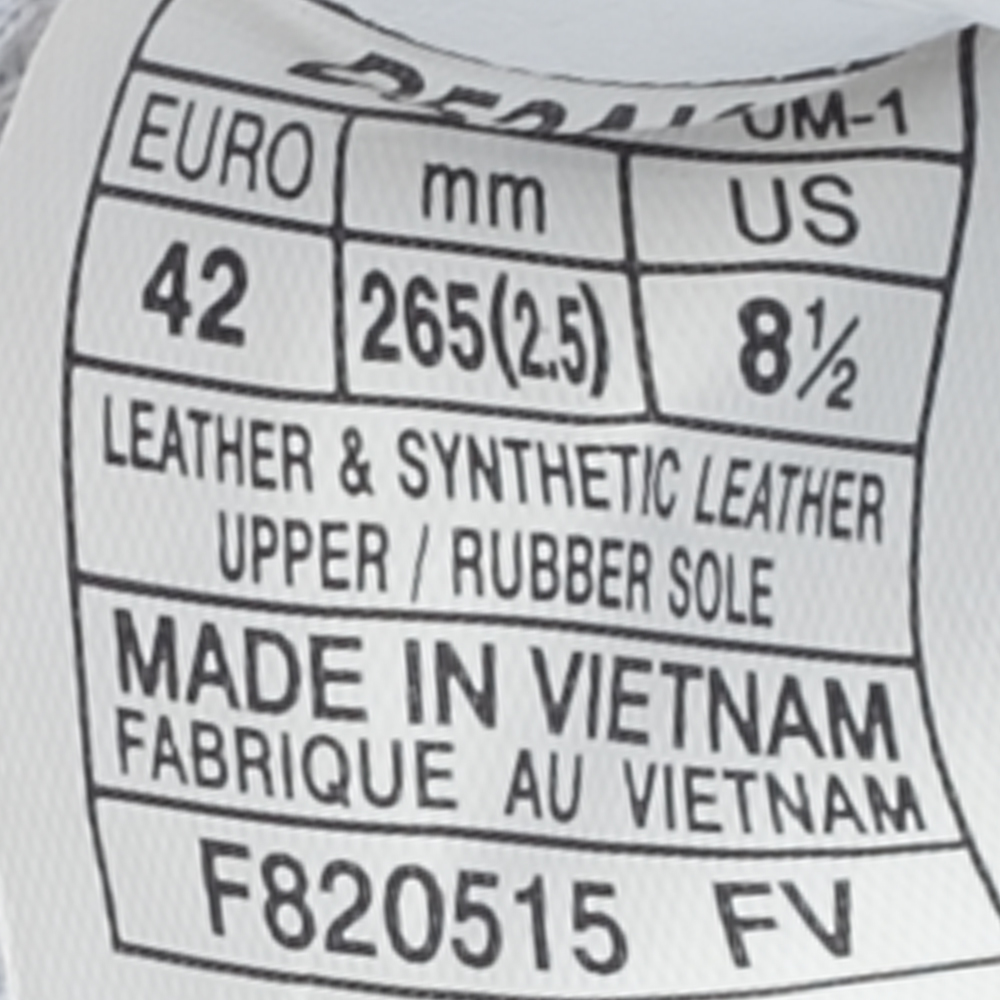 UM-1
EURO mm US
42 265(2.5) 8½
LEATHER & SYNTHETIC LEATHER
UPPER / RUBBER SOLE
MADE IN VIETNAM
FABRIQUE AU VIETNAM
F820515 FV